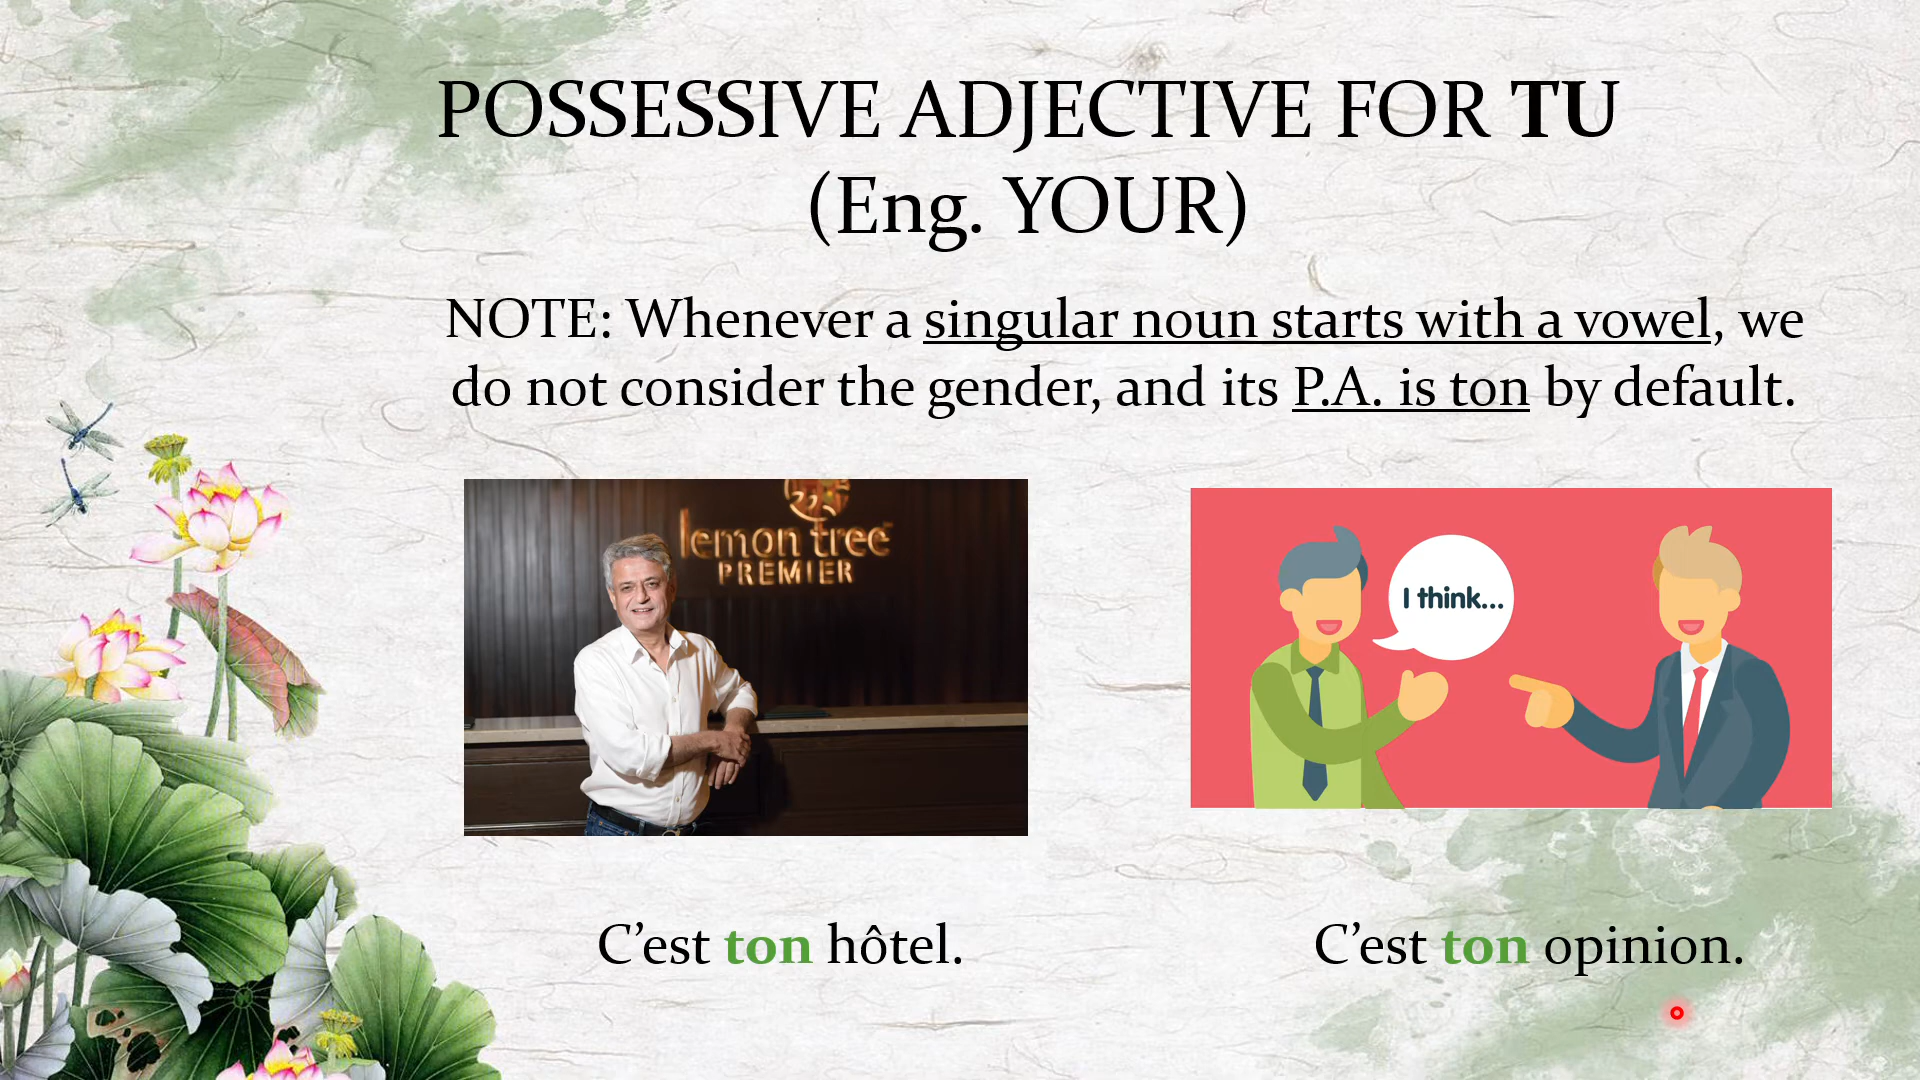 POSSESSIVE ADJECTIVE FOR TU
(Eng. YOUR)
NOTE: Whenever a singular noun starts with a vowel, we
do not consider the gender, and its P.A. is ton by default.
lemon tree
PREMIER
I think...
C’est ton hôtel.
C’est ton opinion.